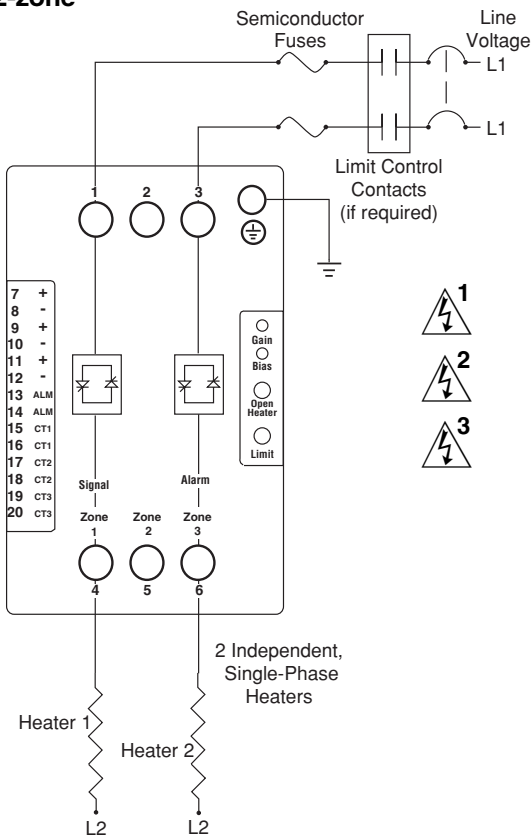 2-zone
Semiconductor
Fuses
Line
Voltage
L1
L1
Limit Control
Contacts
(if required)
1 2 3
7 +
8 -
9 +
10 -
11 +
12 -
13 ALM
14 ALM
15 CT1
16 CT1
17 CT2
18 CT2
19 CT3
20 CT3
Gain
Bias
Open
Heater
Limit
1
2
3
Signal
Alarm
Zone
1
Zone
2
Zone
3
4 5 6
2 Independent,
Single-Phase
Heaters
Heater 1
Heater 2
L2
L2